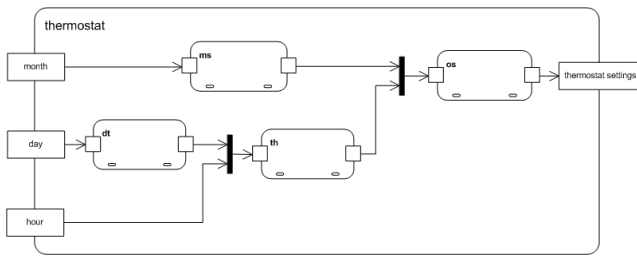 thermostat
month
ms
os
thermostat settings
day
dt
th
hour